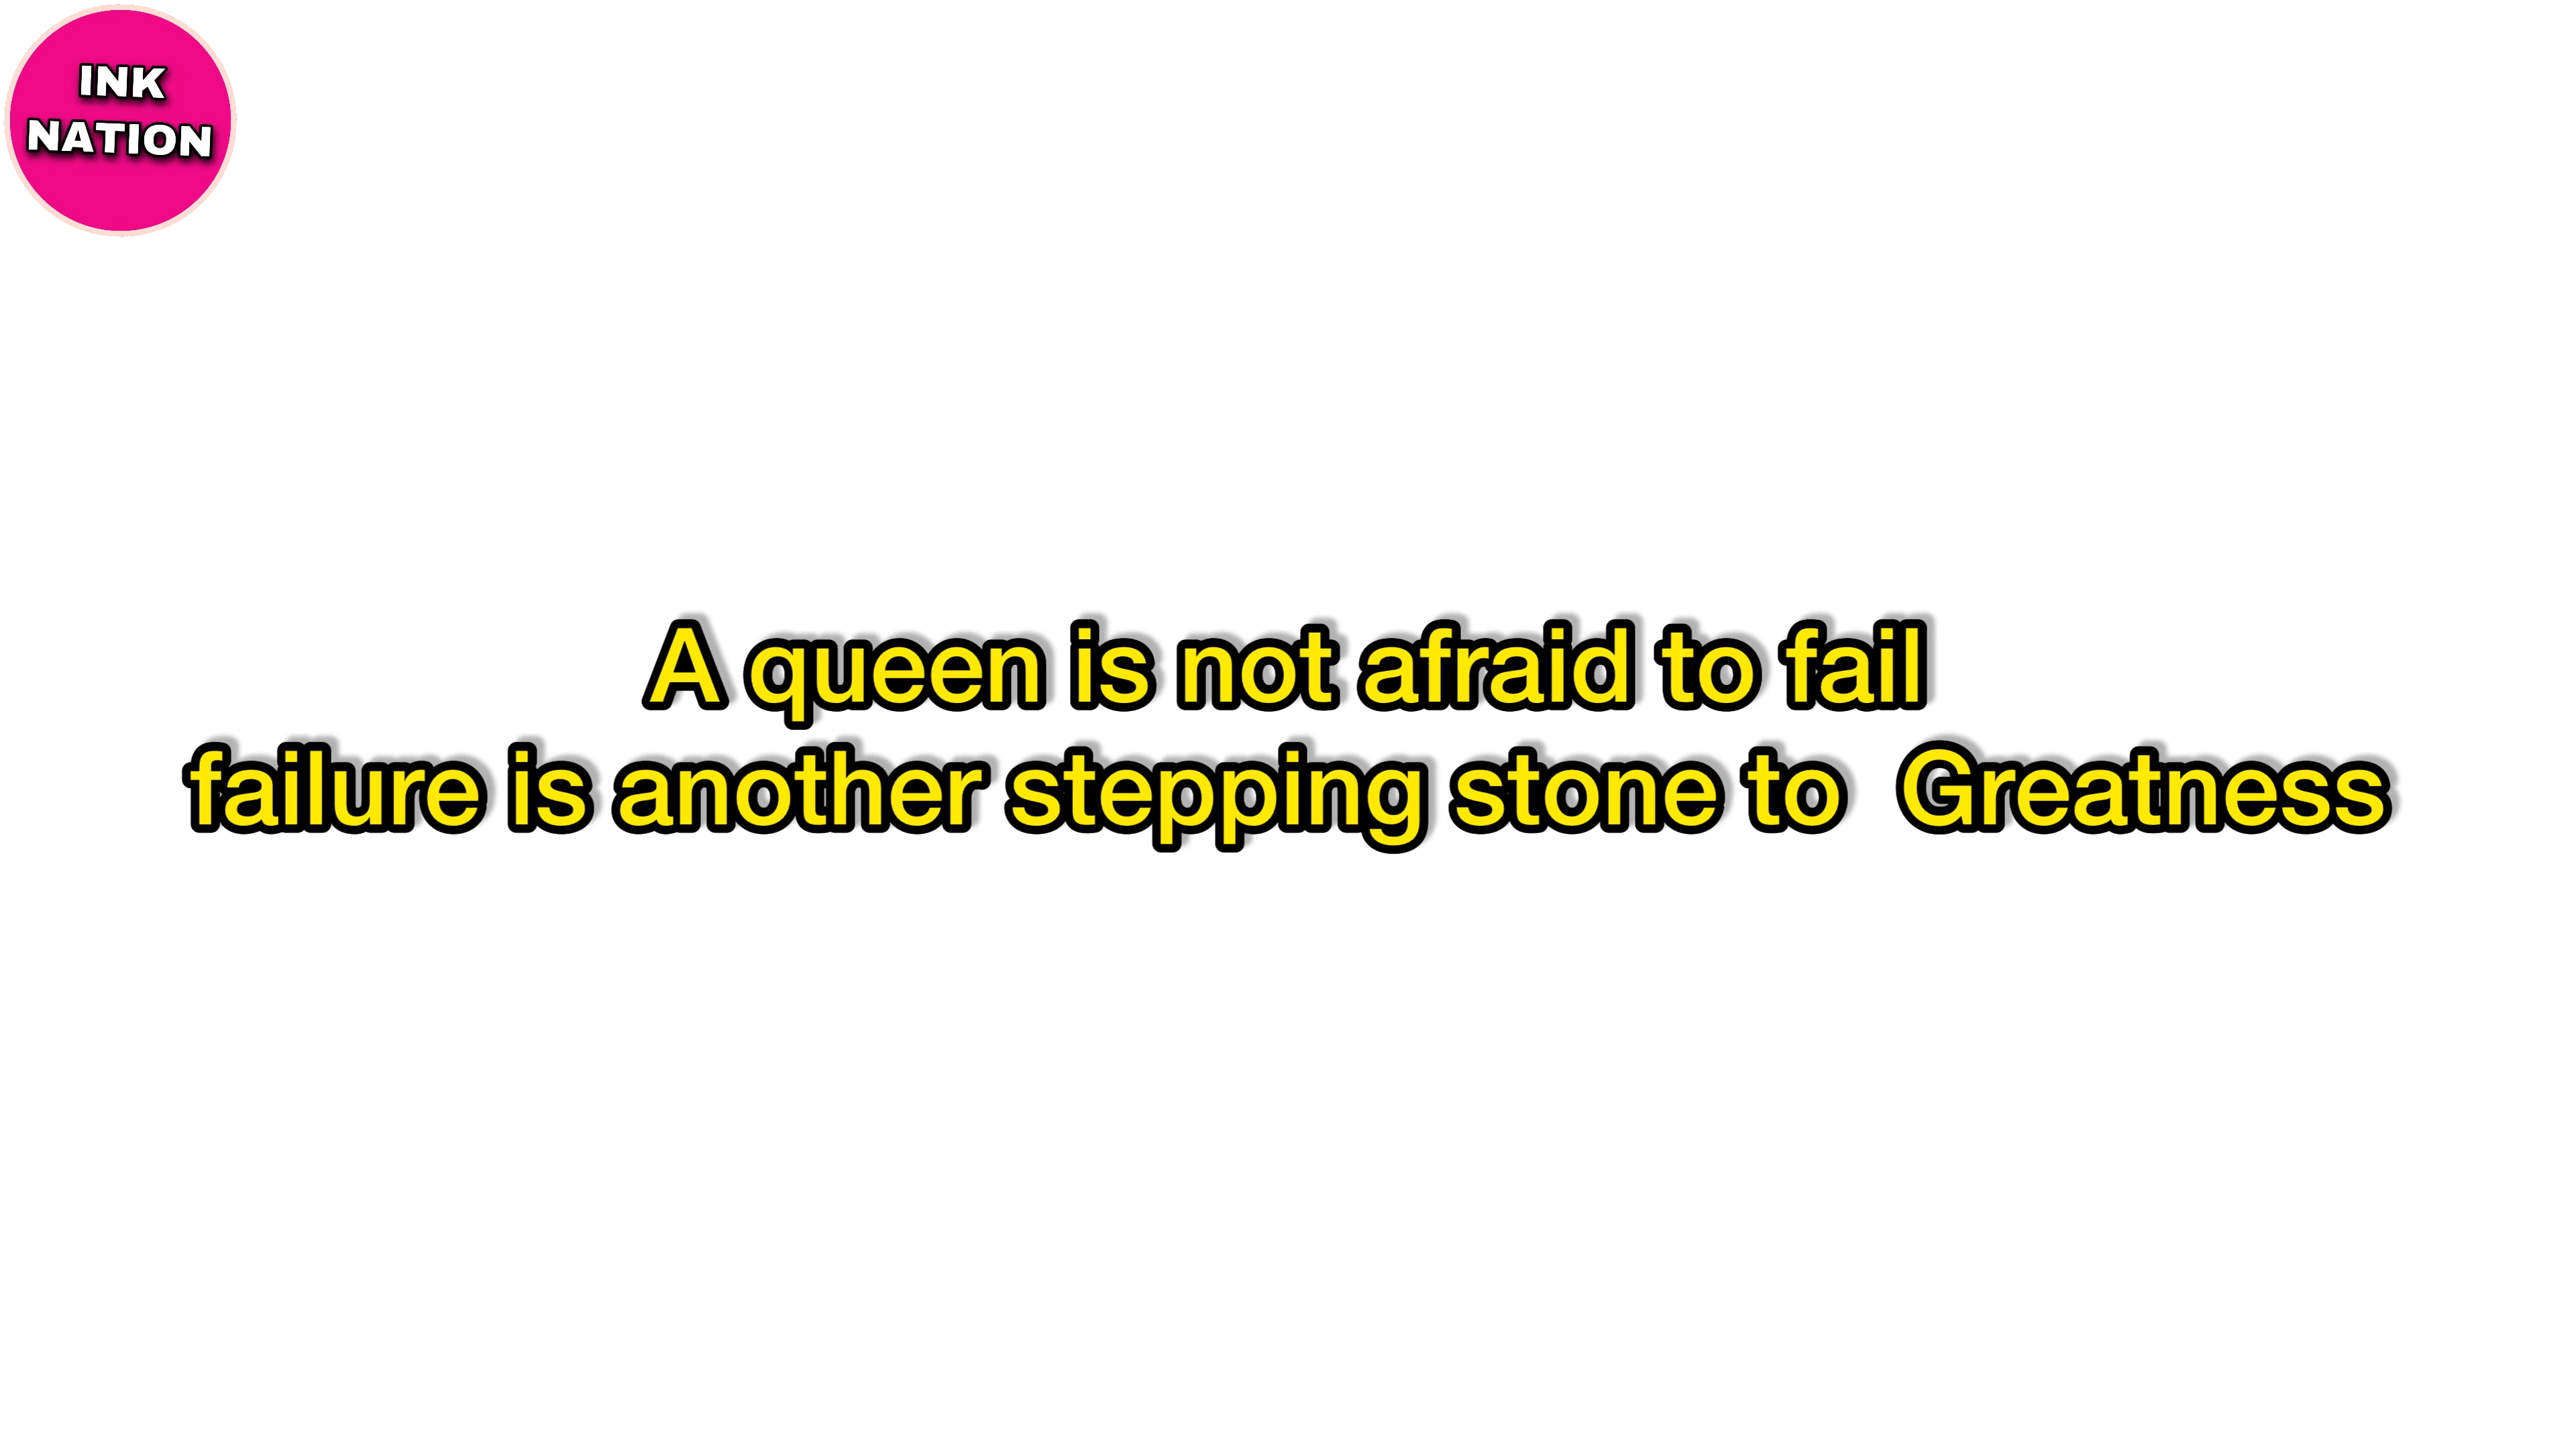 INK
NATION
A queen is not afraid to fail
failure is another stepping stone to  Greatness